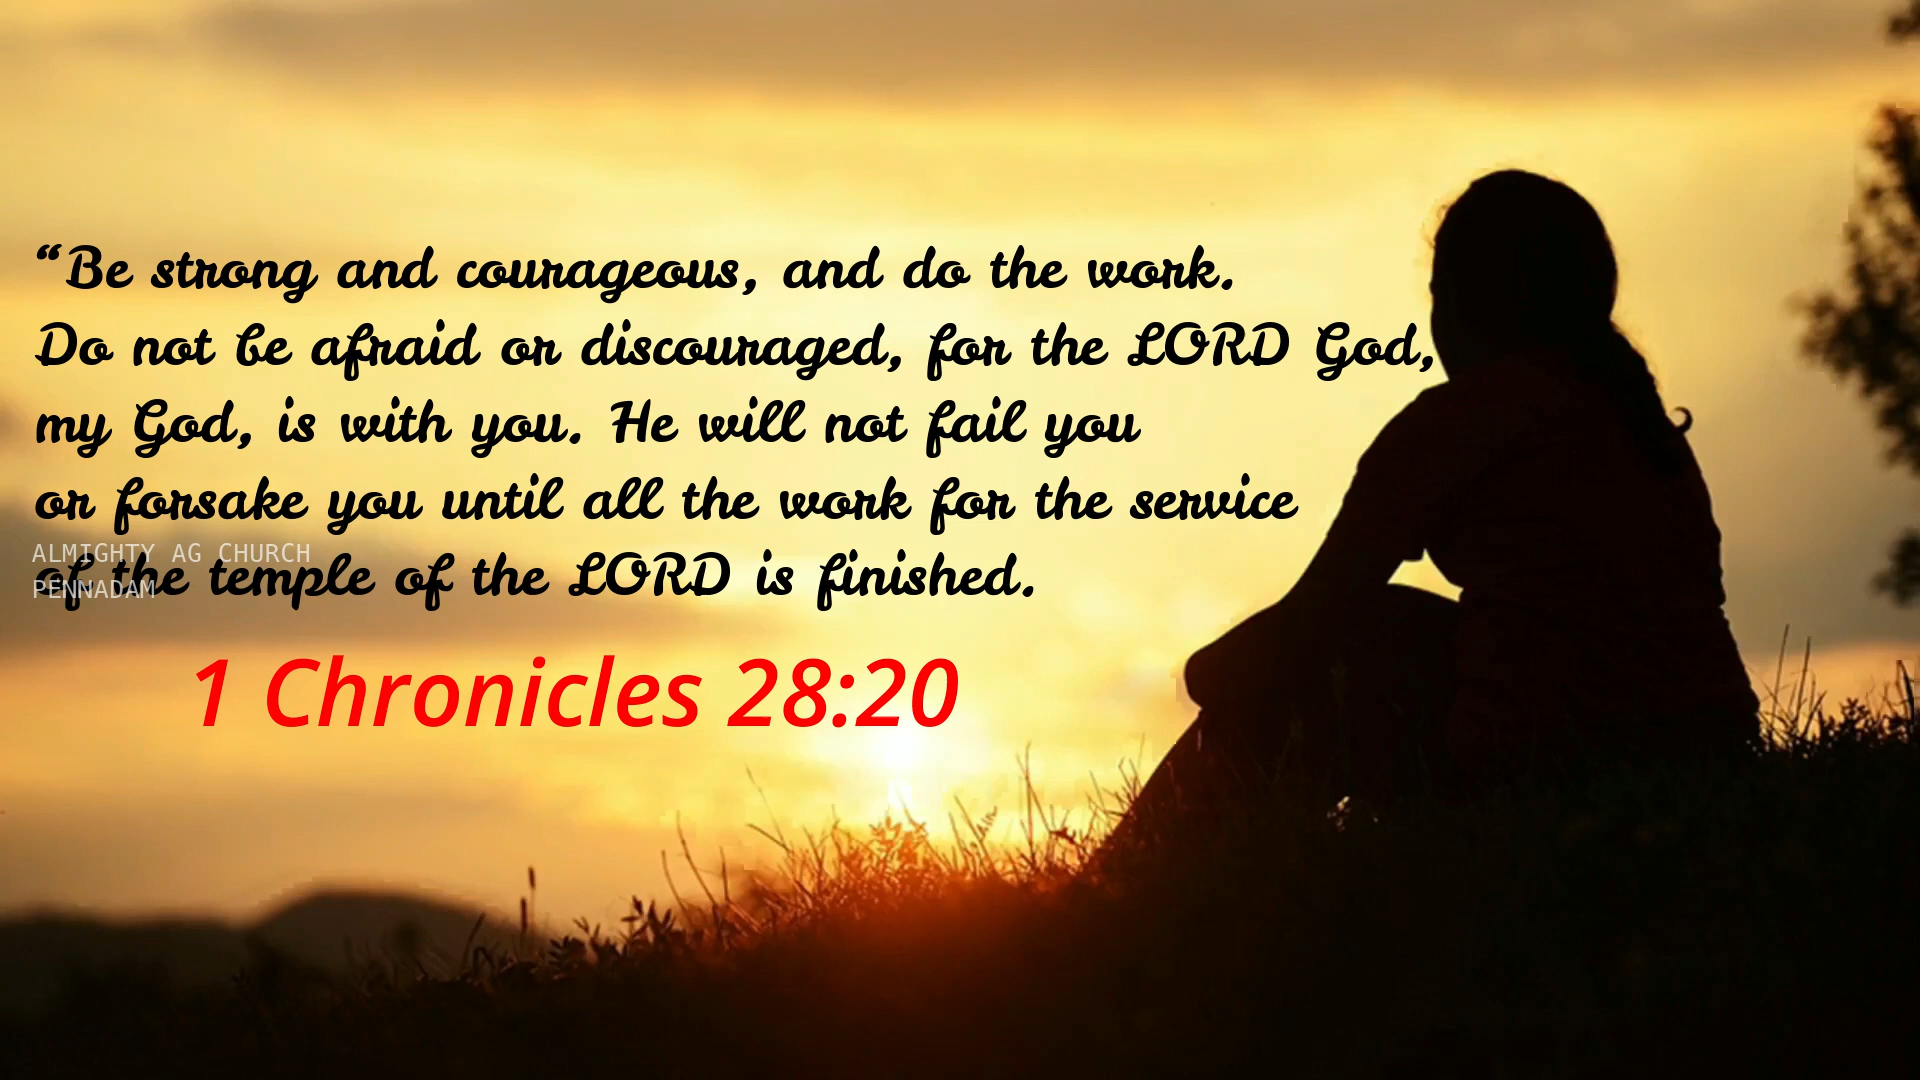 “Be strong and courageous, and do the work.
Do not be afraid or discouraged, for the LORD God,
my God, is with you. He will not fail you
or forsake you until all the work for the service
of the temple of the LORD is finished.
ALMIGHTY AG CHURCH
PENNADAM
1 Chronicles 28:20